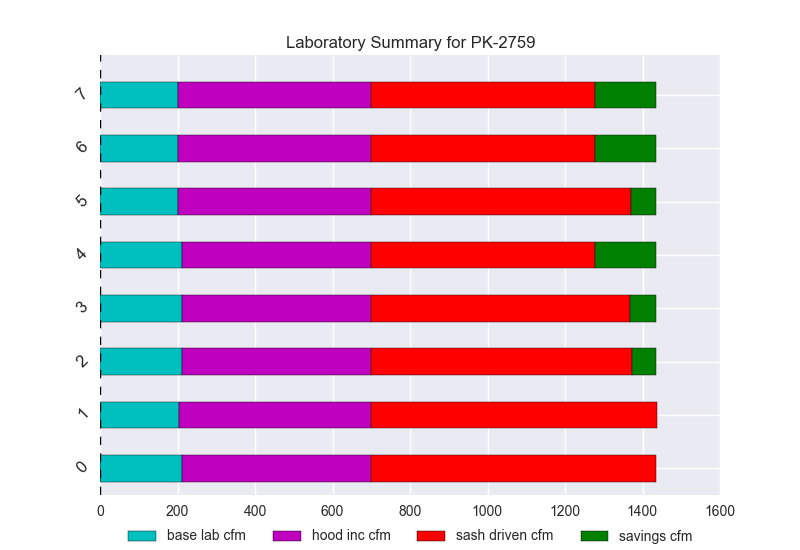 Laboratory Summary for PK-2759
7
6
5
4
3
2
1
0
0 200 400 600 800 1000 1200 1400 1600
base lab cfm hood inc cfm sash driven cfm savings cfm